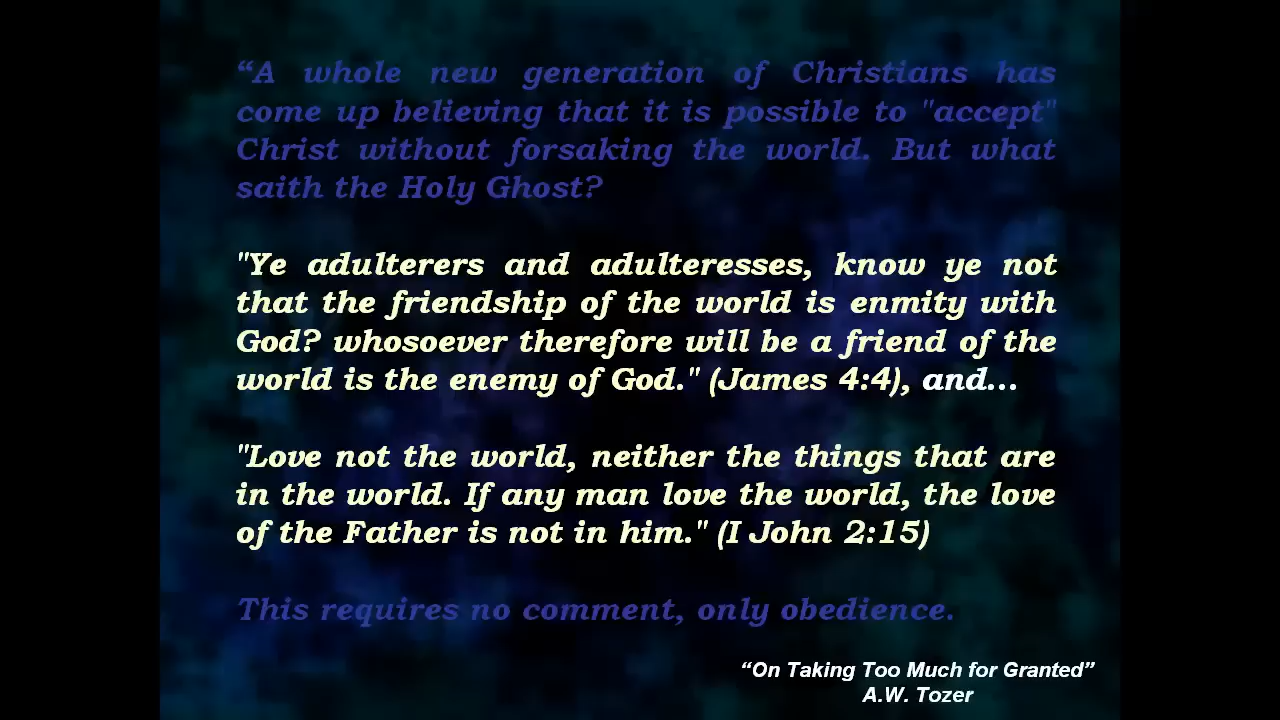 “A whole new generation of Christians has
come up believing that it is possible to "accept"
Christ without forsaking the world. But what
saith the Holy Ghost?
"Ye adulterers and adulteresses, know ye not
that the friendship of the world is enmity with
God? whosoever therefore will be a friend of the
world is the enemy of God." (James 4:4), and...
"Love not the world, neither the things that are
in the world. If any man love the world, the love
of the Father is not in him." (I John 2:15)
This requires no comment, only obedience.
“On Taking Too Much for Granted”
A.W. Tozer